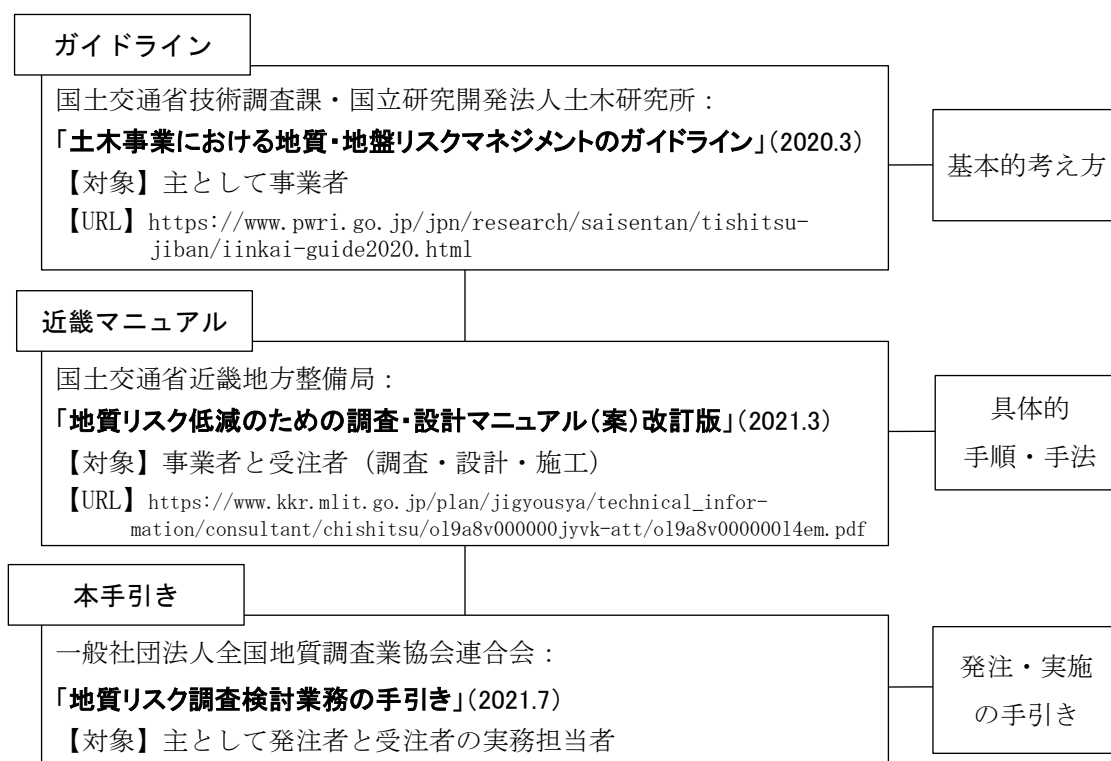 ガイドライン
国土交通省技術調査課・国立研究開発法人土木研究所：
「土木事業における地質・地盤リスクマネジメントのガイドライン」（2020.3）
【対象】主として事業者
【URL】https://www.pwri.go.jp/jpn/research/saisentan/tishitsu-
jiban/iinkai-guide2020.html
基本的考え方
近畿マニュアル
国土交通省近畿地方整備局：
「地質リスク低減のための調査・設計マニュアル（案）改訂版」（2021.3）
【対象】事業者と受注者（調査・設計・施工）
【URL】https://www.kkr.mlit.go.jp/plan/jigyousya/technical_infor-
mation/consultant/chishitsu/ol9a8v000000jyvk-att/ol9a8v000000l4em.pdf
具体的
手順・手法
本手引き
一般社団法人全国地質調査業協会連合会：
「地質リスク調査検討業務の手引き」（2021.7）
【対象】主として発注者と受注者の実務担当者
発注・実施
の手引き